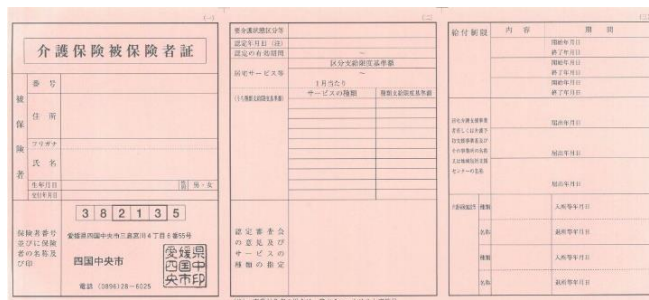 (一)
介護保険被保険者証
被保険者
番号
住所
フリガナ
氏名
生年月日
性別
男・女
交付年月日
保険者番号並びに保険者の名称及び印
382135
愛媛県四国中央市三島宮川4丁目6番55号
四国中央市
愛媛県四国中央市印
電話 (0896)28-6025
(二)
要介護状態区分等
認定年月日
認定の有効期間
～
居宅サービス等
区分支給限度基準額
～
1月当たり
(うち種類支給限度基準額)
サービスの種類
種類支給限度基準額
認定審査会の意見及びサービスの種類の指定
(三)
給付制限
内容
期間
開始年月日
終了年月日
開始年月日
終了年月日
開始年月日
終了年月日
届出年月日
届出年月日
届出年月日
種類
入所等年月日
名称
退所等年月日
種類
入所等年月日
名称
退所等年月日